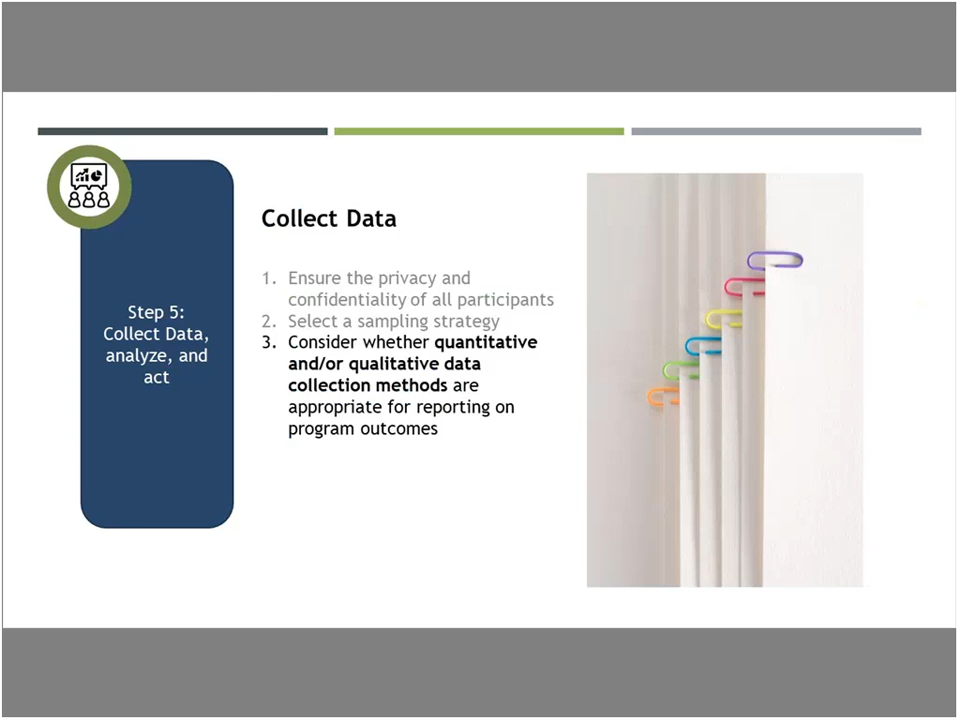 Step 5:
Collect Data,
analyze, and
act
Collect Data
1. Ensure the privacy and
confidentiality of all participants
2. Select a sampling strategy
3. Consider whether quantitative
and/or qualitative data
collection methods are
appropriate for reporting on
program outcomes